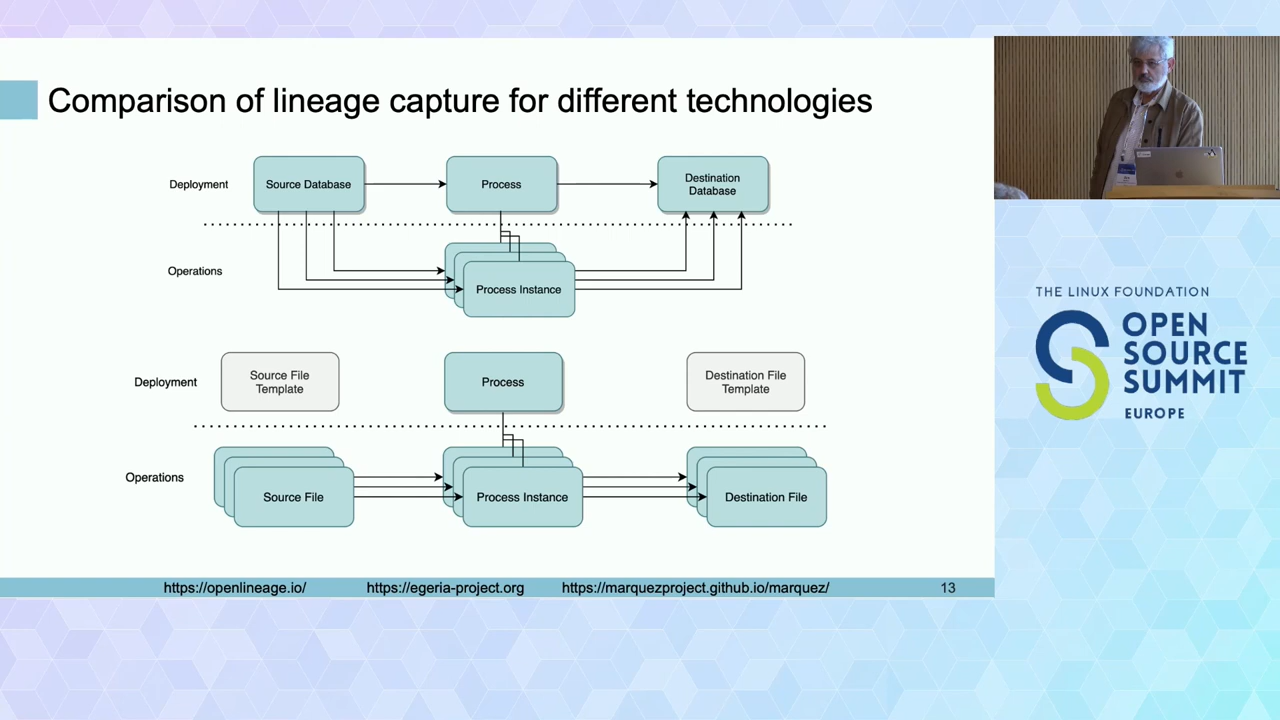 Comparison of lineage capture for different technologies
Deployment
Source Database
Process
Destination
Database
Operations
Process Instance
Deployment
Source File
Template
Process
Destination File
Template
Operations
Source File
Process Instance
Destination File
https://openlineage.io/
https://egeria-project.org
https://marquezproject.github.io/marquez/
13
THE LINUX FOUNDATION
OPEN
SOURCE
SUMMIT
EUROPE